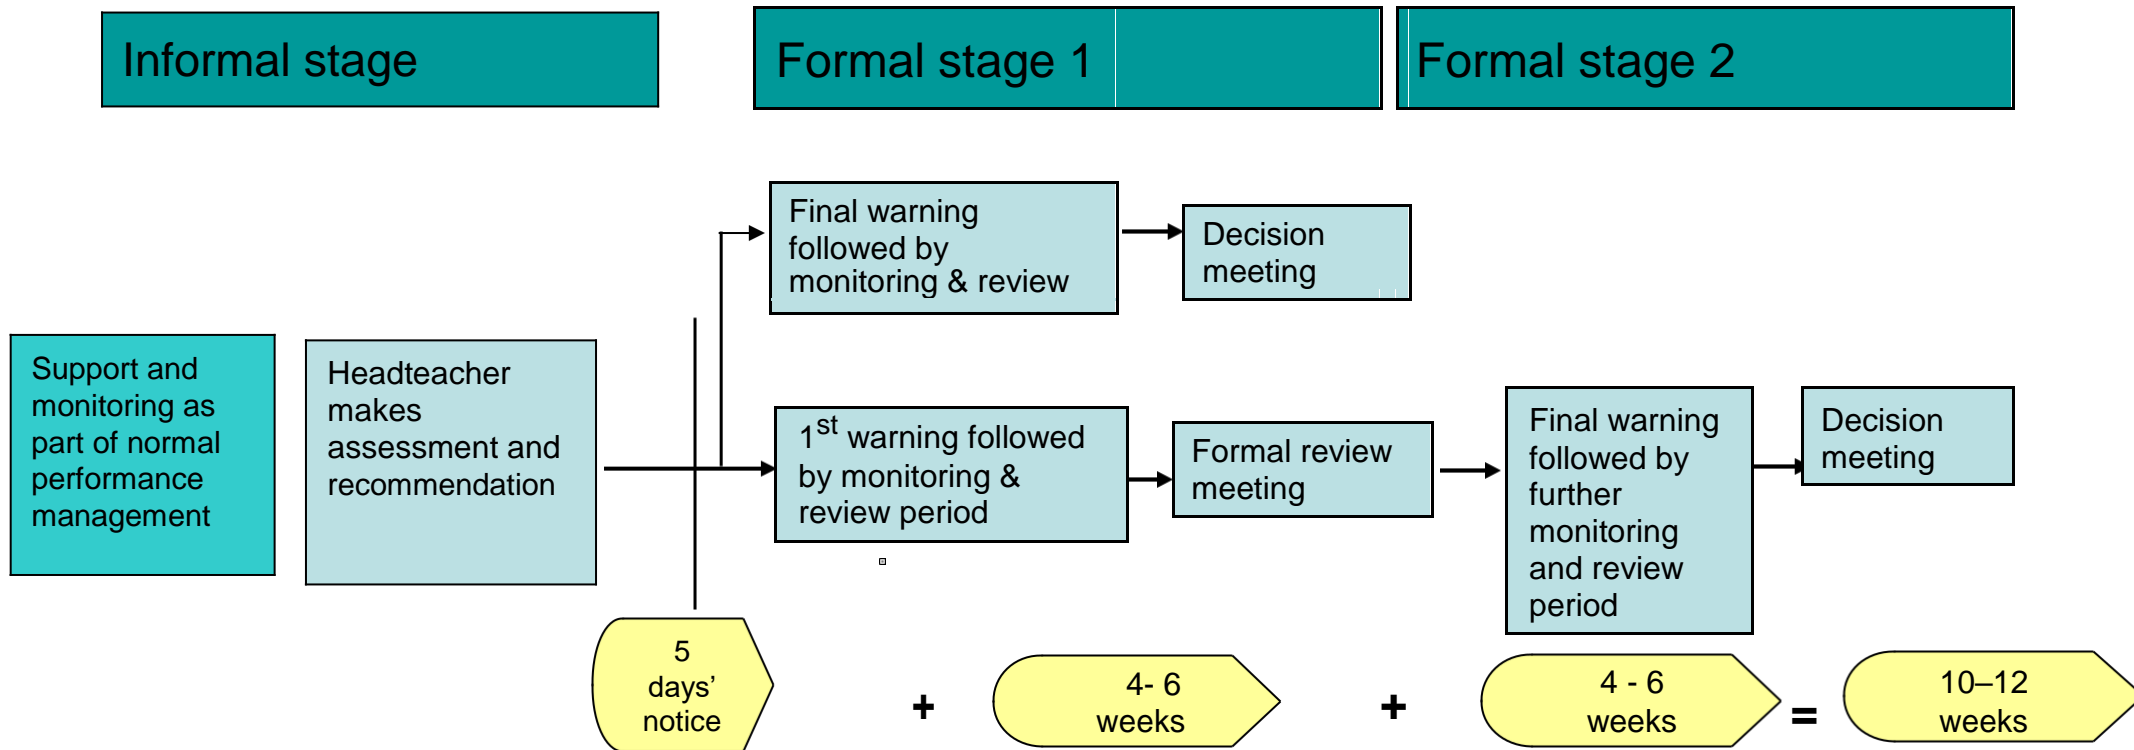 Informal stage
Formal stage 1
Formal stage 2
Final warning
followed by
monitoring & review
Decision
meeting
Support and
monitoring as
part of normal
performance
management
Headteacher
makes
assessment and
recommendation
1st warning followed
by monitoring &
review period
Formal review
meeting
Final warning
followed by
further
monitoring
and review
period
Decision
meeting
5
days’
notice
+
4- 6
weeks
+
4 - 6
weeks
=
10–12
weeks